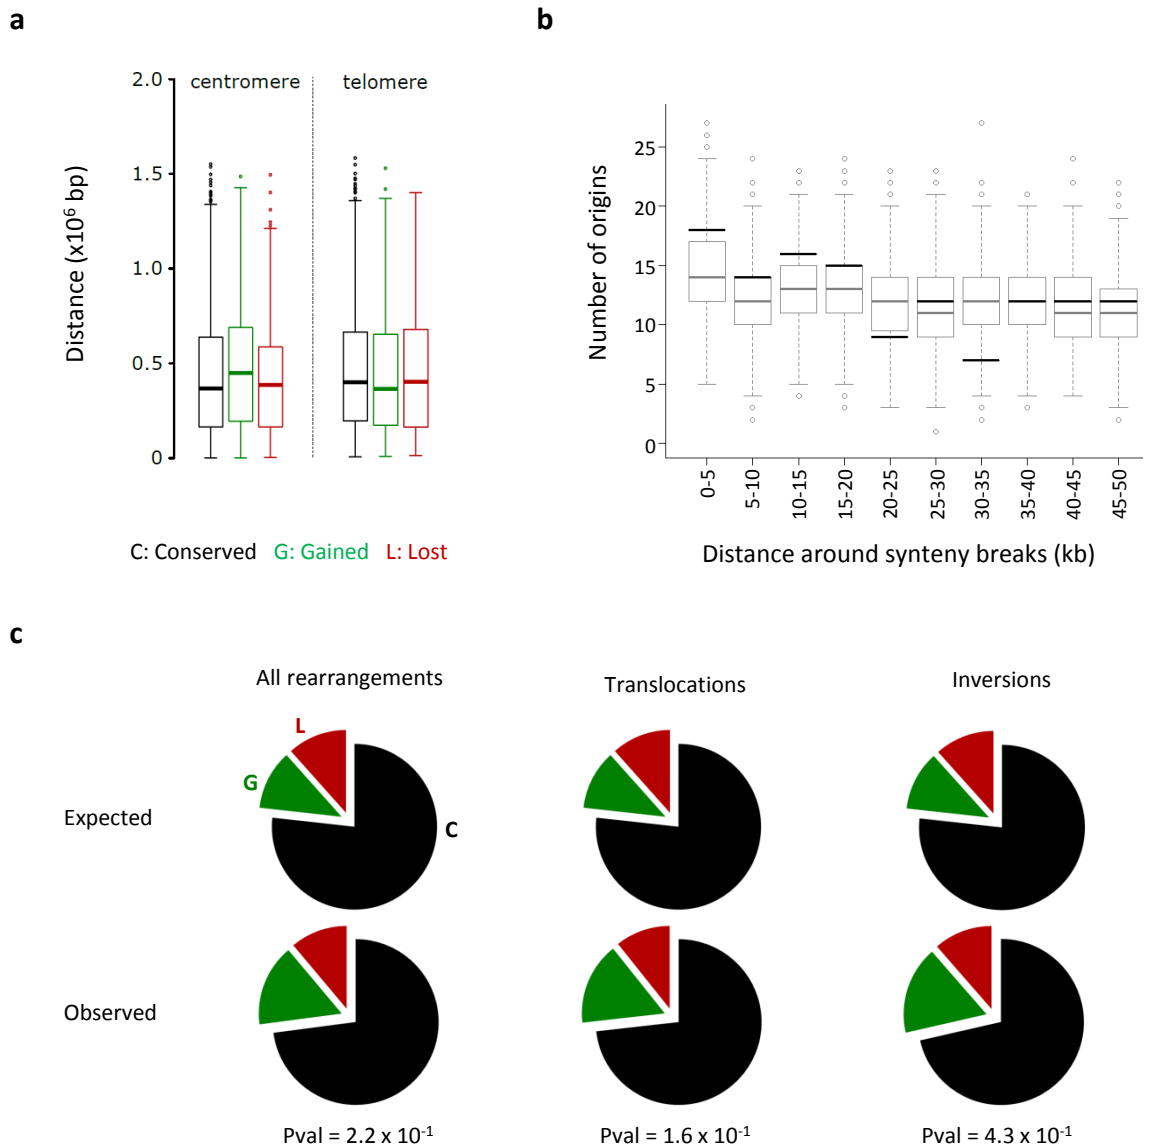 a
b
2.0
1.5
1.0
0.5
0
centromere
telomere
Distance (x10⁶ bp)
C: Conserved G: Gained L: Lost
25
20
15
10
5
0
Number of origins
0-5
5-10
10-15
15-20
20-25
25-30
30-35
35-40
40-45
45-50
Distance around synteny breaks (kb)
c
All rearrangements
Translocations
Inversions
L
G
C
Expected
Observed
Pval = 2.2 x 10⁻¹
Pval = 1.6 x 10⁻¹
Pval = 4.3 x 10⁻¹